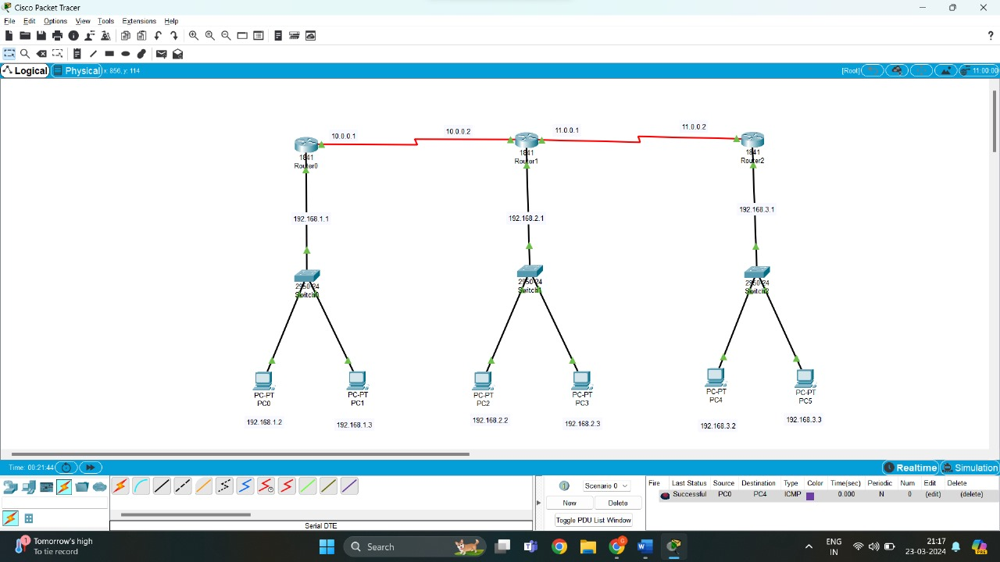 Cisco Packet Tracer
File Edit Options View Tools Extensions Help
?
Logical Physical x: 856, y: 114 [Root] 11:00:00
10.0.0.1
10.0.0.2
11.0.0.1
11.0.0.2
1841
Router0
1841
Router1
1841
Router2
192.168.1.1
192.168.2.1
192.168.3.1
2950-24
Switch0
2950-24
Switch1
2950-24
Switch2
PC-PT
PC0
PC-PT
PC1
PC-PT
PC2
PC-PT
PC3
PC-PT
PC4
PC-PT
PC5
192.168.1.2
192.168.1.3
192.168.2.2
192.168.2.3
192.168.3.2
192.168.3.3
Time: 00:21:44 Realtime Simulation
Scenario 0
New Delete
Toggle PDU List Window
Fire Last Status Source Destination Type Color Time(sec) Periodic Num Edit Delete
Successful PC0 PC4 ICMP 0.000 N 0 (edit) (delete)
Serial DTE
1 Tomorrow's high
To tie record
Search
ENG
IN
21:17
23-03-2024